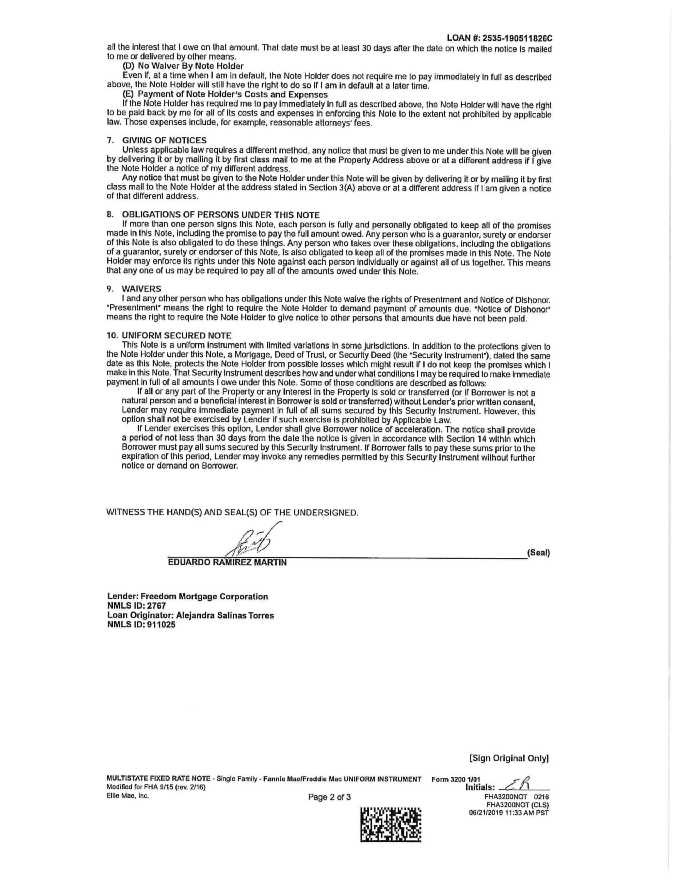 LOAN #: 2535-190511826C
all the interest that I owe on that amount. That date must be at least 30 days after the date on which the notice is mailed
to me or delivered by other means.
(D) No Waiver By Note Holder
Even if, at a time when I am in default, the Note Holder does not require me to pay immediately in full as described
above, the Note Holder will still have the right to do so if I am in default at a later time.
(E) Payment of Note Holder's Costs and Expenses
If the Note Holder has required me to pay immediately in full as described above, the Note Holder will have the right
to be paid back by me for all of its costs and expenses in enforcing this Note to the extent not prohibited by applicable
law. Those expenses include, for example, reasonable attorneys' fees.
7. GIVING OF NOTICES
Unless applicable law requires a different method, any notice that must be given to me under this Note will be given
by delivering it or by mailing it by first class mail to me at the Property Address above or at a different address if I give
the Note Holder a notice of my different address.
Any notice that must be given to the Note Holder under this Note will be given by delivering it or by mailing it by first
class mail to the Note Holder at the address stated in Section 3(A) above or at a different address if I am given a notice
of that different address.
8. OBLIGATIONS OF PERSONS UNDER THIS NOTE
If more than one person signs this Note, each person is fully and personally obligated to keep all of the promises
made in this Note, including the promise to pay the full amount owed. Any person who is a guarantor, surety or endorser
of this Note is also obligated to do these things. Any person who takes over these obligations, including the obligations
of a guarantor, surety or endorser of this Note, is also obligated to keep all of the promises made in this Note. The Note
Holder may enforce its rights under this Note against each person individually or against all of us together. This means
that any one of us may be required to pay all of the amounts owed under this Note.
9. WAIVERS
I and any other person who has obligations under this Note waive the rights of Presentment and Notice of Dishonor.
"Presentment" means the right to require the Note Holder to demand payment of amounts due. "Notice of Dishonor"
means the right to require the Note Holder to give notice to other persons that amounts due have not been paid.
10. UNIFORM SECURED NOTE
This Note is a uniform instrument with limited variations in some jurisdictions. In addition to the protections given to
the Note Holder under this Note, a Mortgage, Deed of Trust, or Security Deed (the "Security Instrument"), dated the same
date as this Note, protects the Note Holder from possible losses which might result if I do not keep the promises which I
make in this Note. That Security Instrument describes how and under what conditions I may be required to make immediate
payment in full of all amounts I owe under this Note. Some of those conditions are described as follows:
If all or any part of the Property or any Interest in the Property is sold or transferred (or if Borrower is not a
natural person and a beneficial interest in Borrower is sold or transferred) without Lender's prior written consent,
Lender may require immediate payment in full of all sums secured by this Security Instrument. However, this
option shall not be exercised by Lender if such exercise is prohibited by Applicable Law.
If Lender exercises this option, Lender shall give Borrower notice of acceleration. The notice shall provide
a period of not less than 30 days from the date the notice is given in accordance with Section 14 within which
Borrower must pay all sums secured by this Security Instrument. If Borrower fails to pay these sums prior to the
expiration of this period, Lender may invoke any remedies permitted by this Security Instrument without further
notice or demand on Borrower.
WITNESS THE HAND(S) AND SEAL(S) OF THE UNDERSIGNED.
(Seal)
EDUARDO RAMIREZ MARTIN
Lender: Freedom Mortgage Corporation
NMLS ID: 2767
Loan Originator: Alejandra Salinas Torres
NMLS ID: 911025
[Sign Original Only]
MULTISTATE FIXED RATE NOTE - Single Family - Fannie Mae/Freddie Mac UNIFORM INSTRUMENT Form 3200 1/01
Modified for FHA 9/15 (rev. 2/16)
Initials: ER
Ellie Mae, Inc.
Page 2 of 3
FHA3200NOT 0216
FHA3200NOT (CLS)
06/21/2019 11:33 AM PST